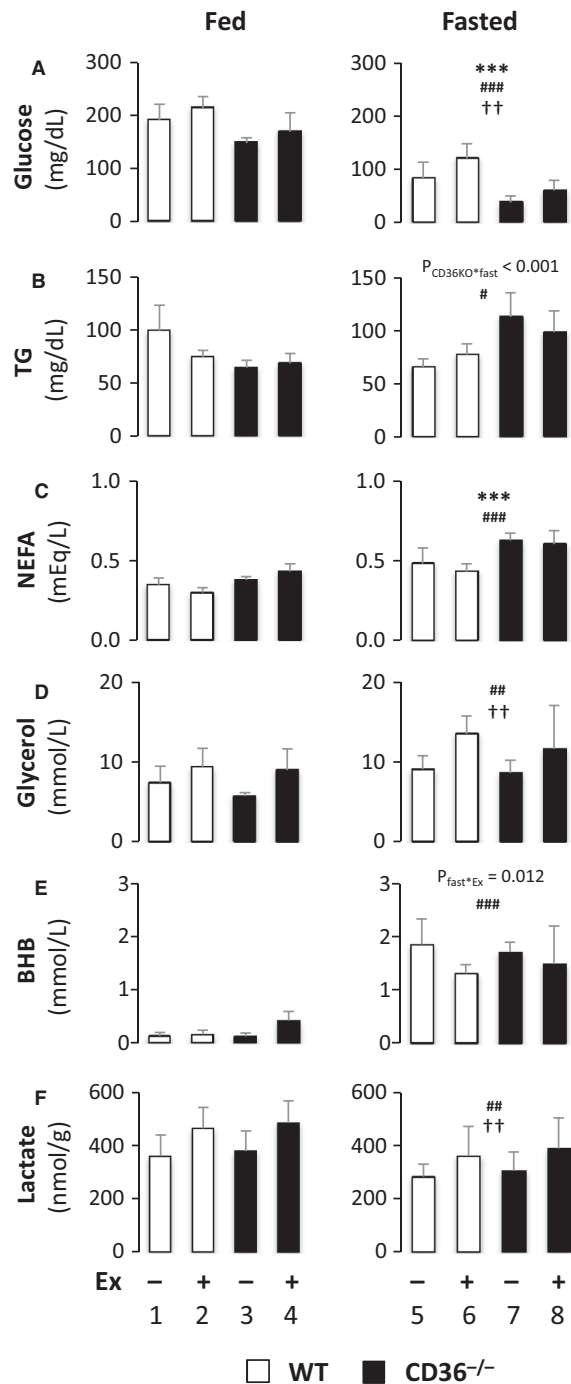 Fed
Fasted
A
Glucose
(mg/dL)
300
200
100
0
300
200
100
0
***
###
††
B
TG
(mg/dL)
150
100
50
0
150
100
50
0
P_CD36KO*fast < 0.001
#
C
NEFA
(mEq/L)
1.0
0.5
0.0
1.0
0.5
0.0
***
###
D
Glycerol
(mmol/L)
20
10
0
20
10
0
##
††
E
BHB
(mmol/L)
3
2
1
0
3
2
1
0
P_fast*Ex = 0.012
###
F
Lactate
(nmol/g)
600
400
200
0
600
400
200
0
##
††
Ex – + – + – + – +
1 2 3 4 5 6 7 8
WT CD36–/–